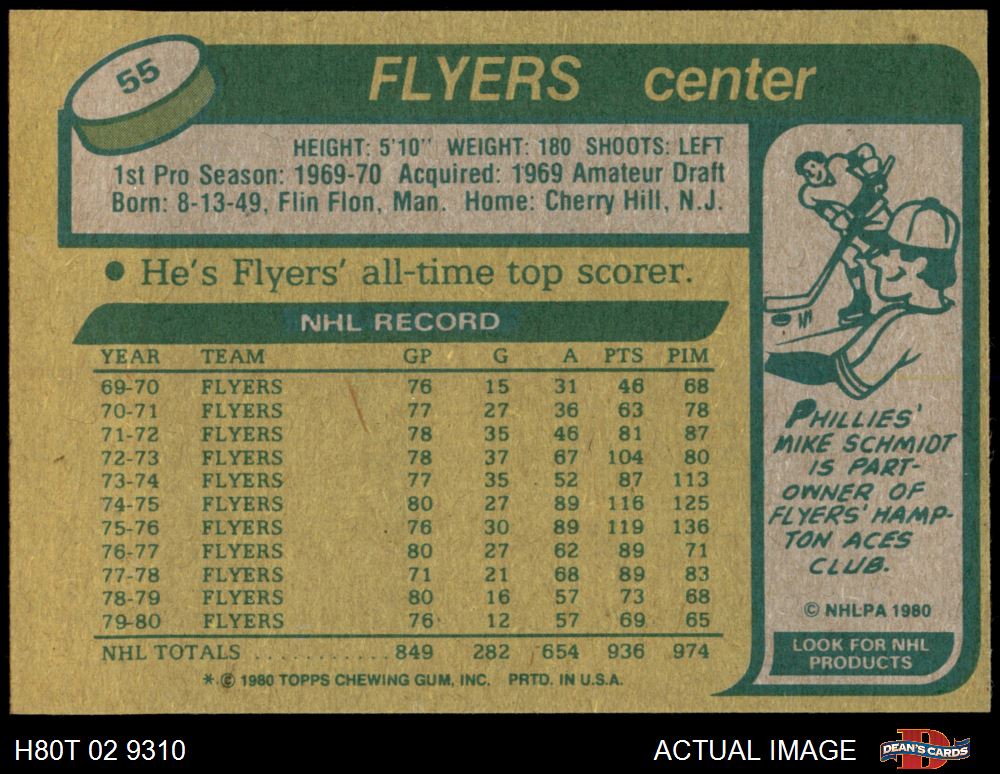 55
FLYERS center
HEIGHT: 5'10" WEIGHT: 180 SHOOTS: LEFT
1st Pro Season: 1969-70 Acquired: 1969 Amateur Draft
Born: 8-13-49, Flin Flon, Man. Home: Cherry Hill, N.J.
• He's Flyers' all-time top scorer.
NHL RECORD
YEAR TEAM GP G A PTS PIM
69-70 FLYERS 76 15 31 46 68
70-71 FLYERS 77 27 36 63 78
71-72 FLYERS 78 35 46 81 87
72-73 FLYERS 78 37 67 104 80
73-74 FLYERS 77 35 52 87 113
74-75 FLYERS 80 27 89 116 125
75-76 FLYERS 76 30 89 119 136
76-77 FLYERS 80 27 62 89 71
77-78 FLYERS 71 21 68 89 83
78-79 FLYERS 80 16 57 73 68
79-80 FLYERS 76 12 57 69 65
NHL TOTALS ........... 849 282 654 936 974
*© 1980 TOPPS CHEWING GUM, INC. PRTD. IN U.S.A.
PHILLIES'
MIKE SCHMIDT
IS PART-
OWNER OF
FLYERS' HAMP-
TON ACES
CLUB.
© NHLPA 1980
LOOK FOR NHL
PRODUCTS
H80T 02 9310
ACTUAL IMAGE
DEAN'S CARDS